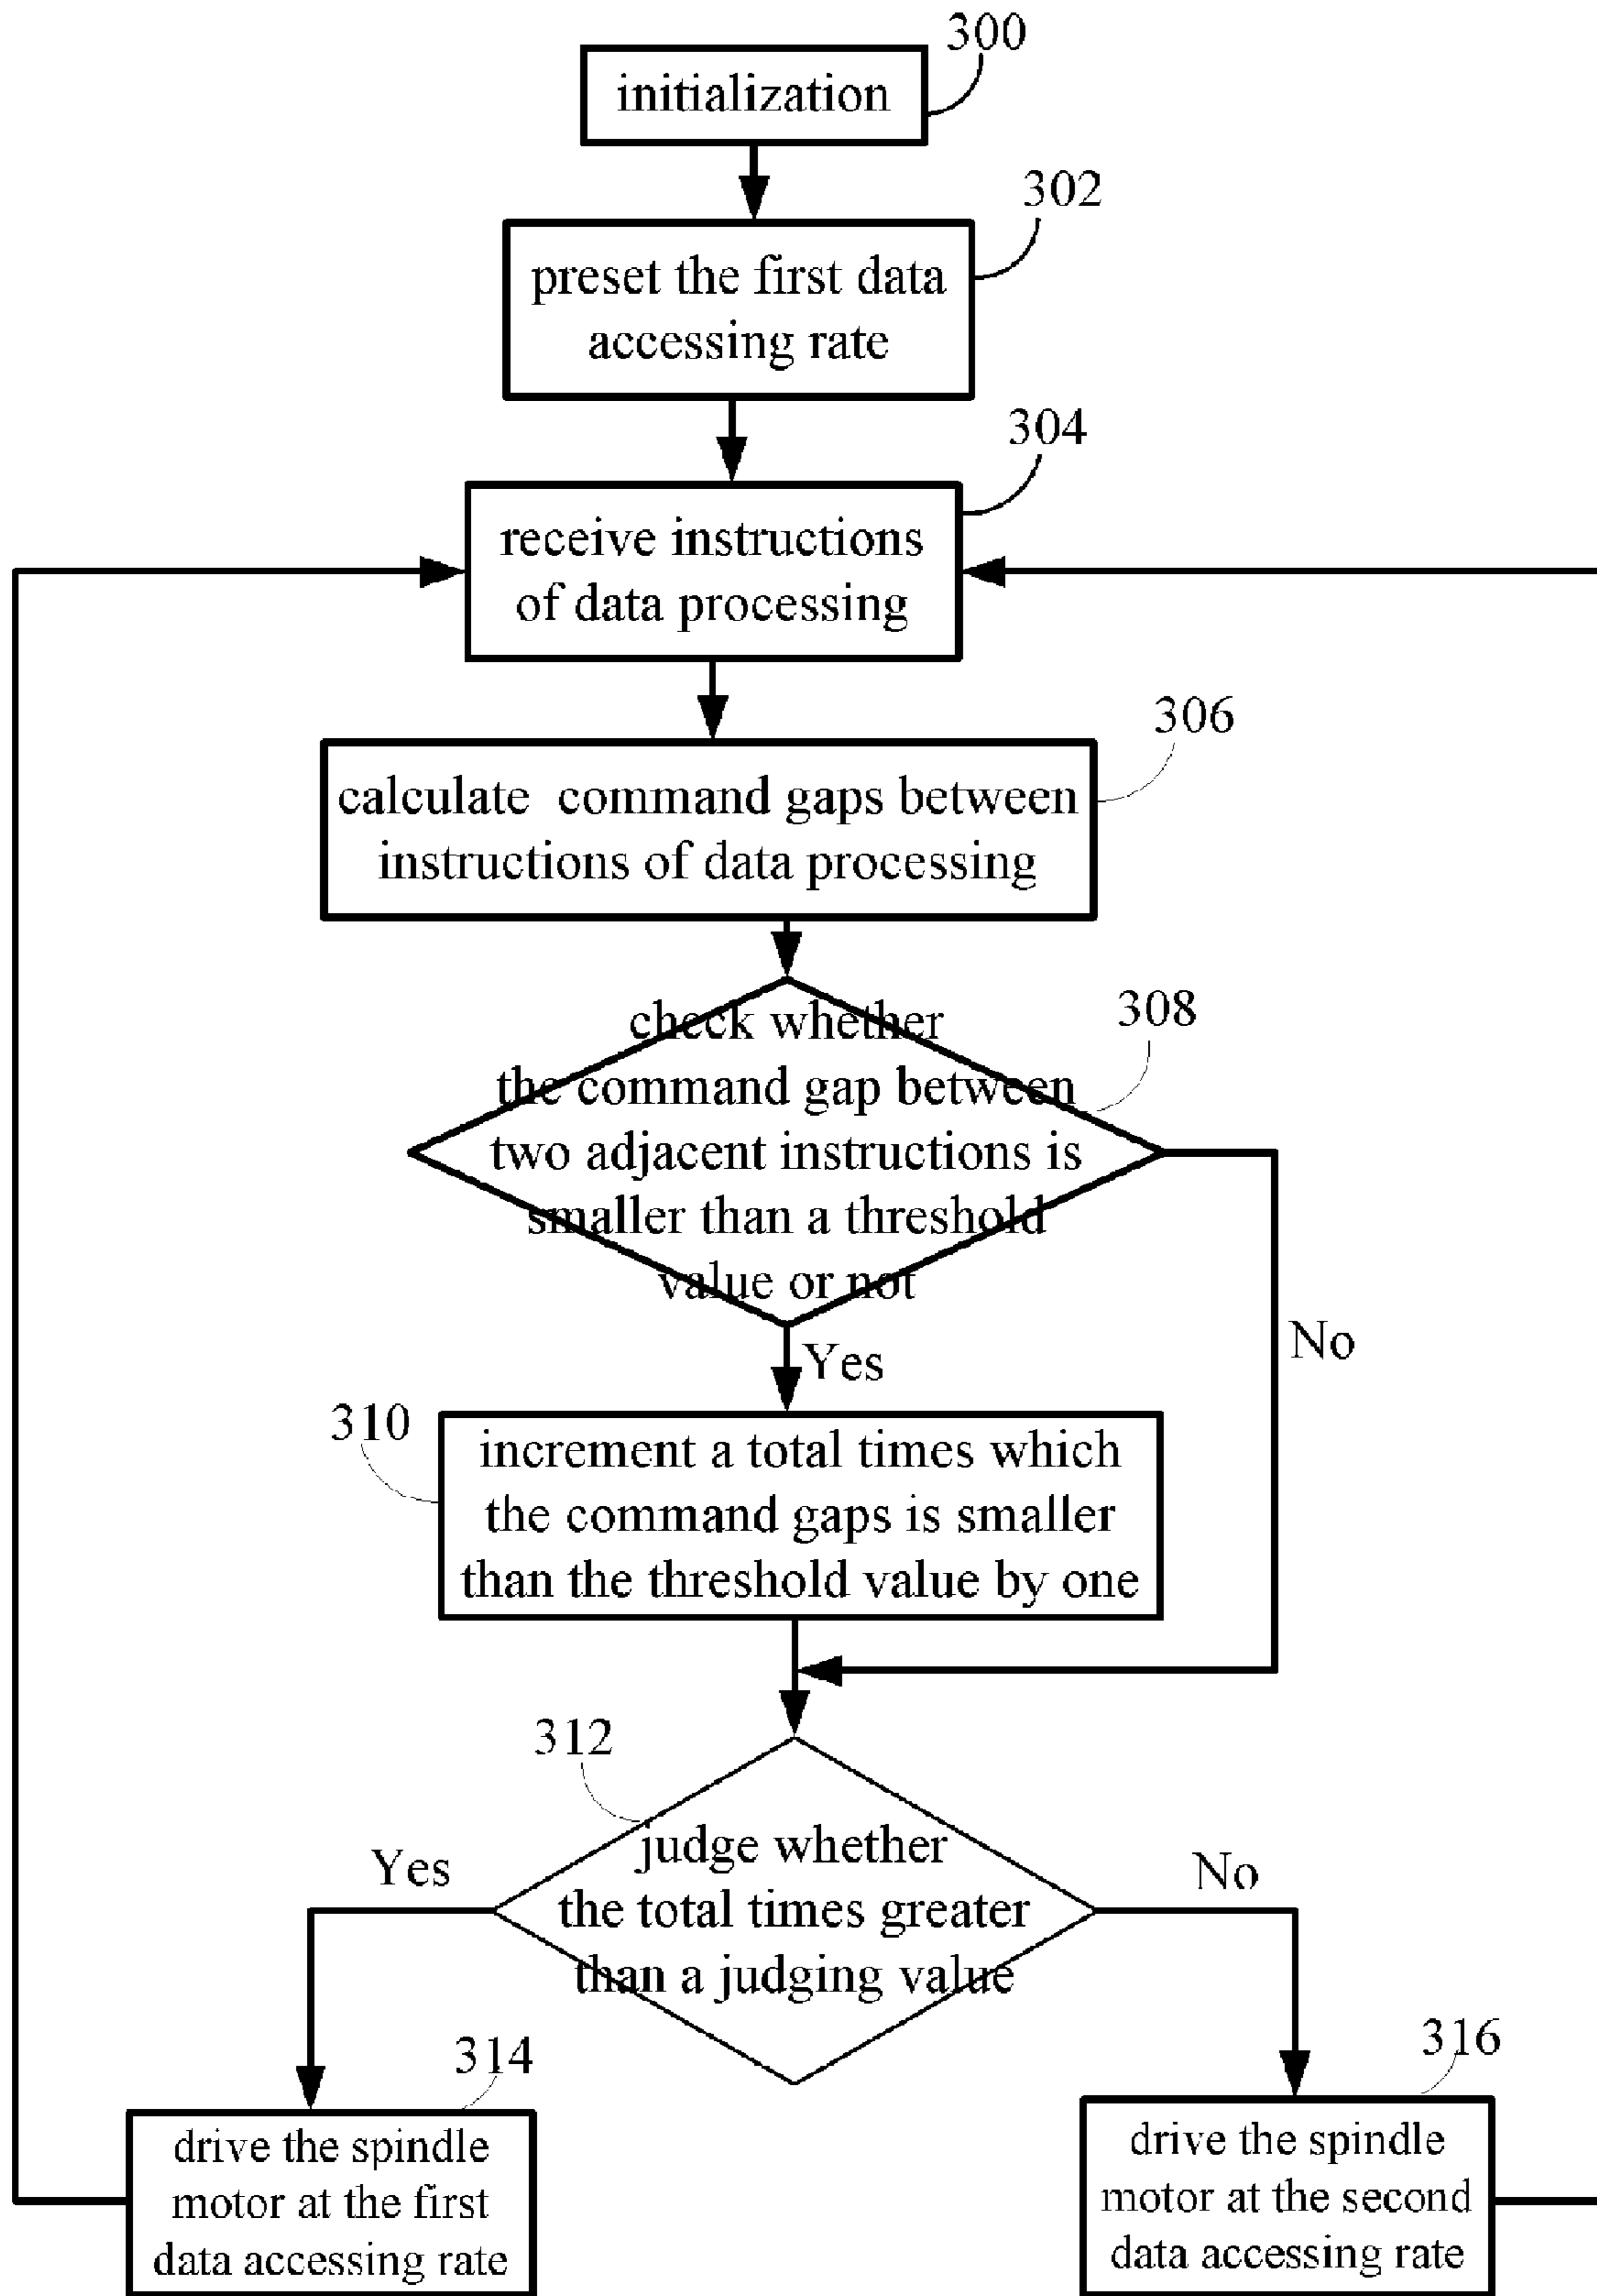 300
initialization
302
preset the first data
accessing rate
304
receive instructions
of data processing
306
calculate command gaps between
instructions of data processing
308
check whether
the command gap between
two adjacent instructions is
smaller than a threshold
value or not
No
Yes
310
increment a total times which
the command gaps is smaller
than the threshold value by one
312
judge whether
the total times greater
than a judging value
Yes
No
314
drive the spindle
motor at the first
data accessing rate
316
drive the spindle
motor at the second
data accessing rate